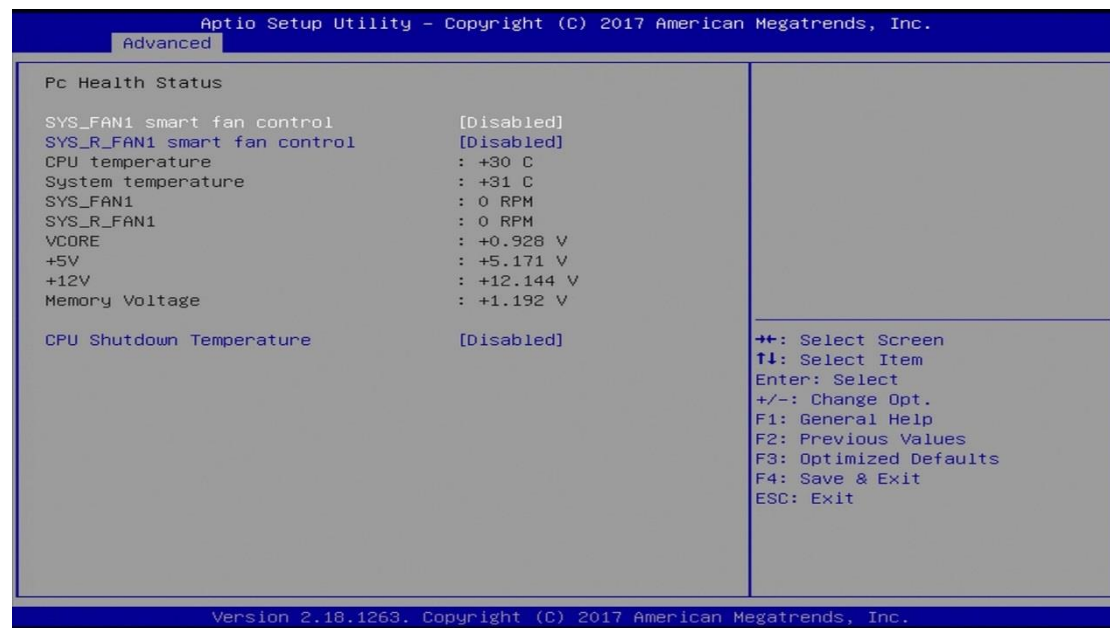 Aptio Setup Utility – Copyright (C) 2017 American Megatrends, Inc.
Advanced
Pc Health Status
SYS_FAN1 smart fan control [Disabled]
SYS_R_FAN1 smart fan control [Disabled]
CPU temperature : +30 C
System temperature : +31 C
SYS_FAN1 : 0 RPM
SYS_R_FAN1 : 0 RPM
VCORE : +0.928 V
+5V : +5.171 V
+12V : +12.144 V
Memory Voltage : +1.192 V
CPU Shutdown Temperature [Disabled]
→←: Select Screen
↑↓: Select Item
Enter: Select
+/-: Change Opt.
F1: General Help
F2: Previous Values
F3: Optimized Defaults
F4: Save & Exit
ESC: Exit
Version 2.18.1263. Copyright (C) 2017 American Megatrends, Inc.